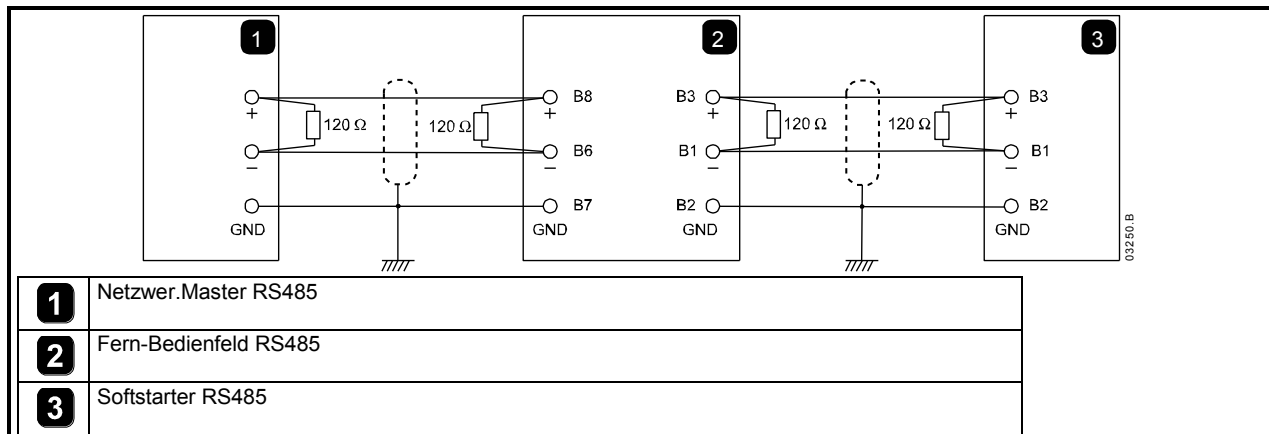 1 2 3
+ 120 Ω 120 Ω B8 + B3 + 120 Ω 120 Ω B3 +
− B6 − B1 − B1 −
GND B7 GND B2 GND B2 GND
03250.B
1 Netzwer.Master RS485
2 Fern-Bedienfeld RS485
3 Softstarter RS485